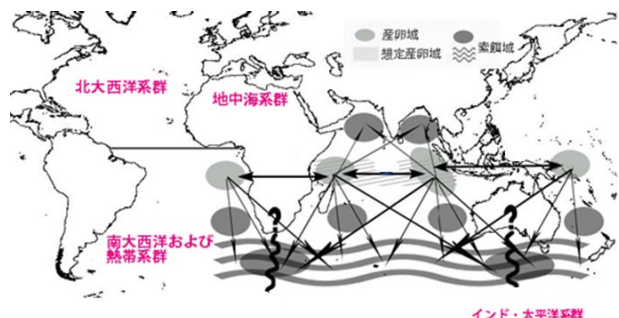 産卵域
索餌域
想定産卵域
北大西洋系群
地中海系群
南大西洋および
熱帯系群
?
?
インド・太平洋系群